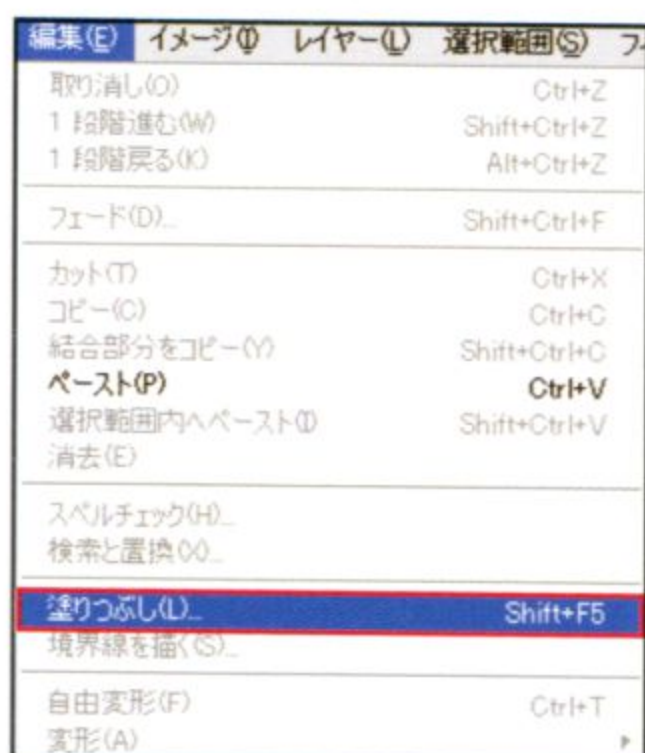 編集(E) イメージ(I) レイヤー(L) 選択範囲(S) フ
取り消し(O) Ctrl+Z
1 段階進む(W) Shift+Ctrl+Z
1 段階戻る(K) Alt+Ctrl+Z
フェード(D)... Shift+Ctrl+F
カット(T) Ctrl+X
コピー(C) Ctrl+C
結合部分をコピー(Y) Shift+Ctrl+C
ペースト(P) Ctrl+V
選択範囲内へペースト(I) Shift+Ctrl+V
消去(E)
スペルチェック(H)...
検索と置換(X)...
塗りつぶし(L)... Shift+F5
境界線を描く(S)...
自由変形(F) Ctrl+T
変形(A)